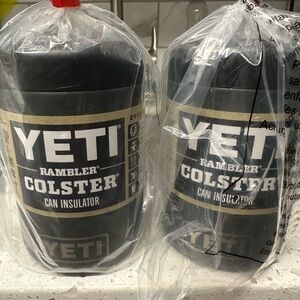 YETI
RAMBLER
COLSTER
CAN INSULATOR
YETI
YETI
RAMBLER
COLSTER
CAN INSULATOR
YETI